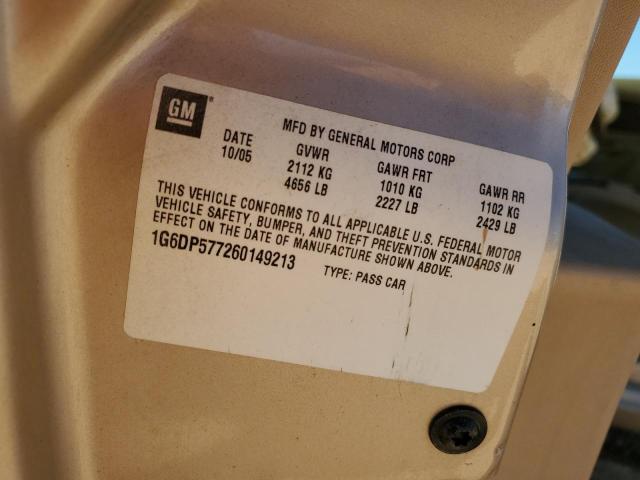 GM
MFD BY GENERAL MOTORS CORP
DATE GVWR GAWR FRT GAWR RR
10/05 2112 KG 1010 KG 1102 KG
4656 LB 2227 LB 2429 LB
THIS VEHICLE CONFORMS TO ALL APPLICABLE U.S. FEDERAL MOTOR
VEHICLE SAFETY, BUMPER, AND THEFT PREVENTION STANDARDS IN
EFFECT ON THE DATE OF MANUFACTURE SHOWN ABOVE.
1G6DP577260149213 TYPE: PASS CAR